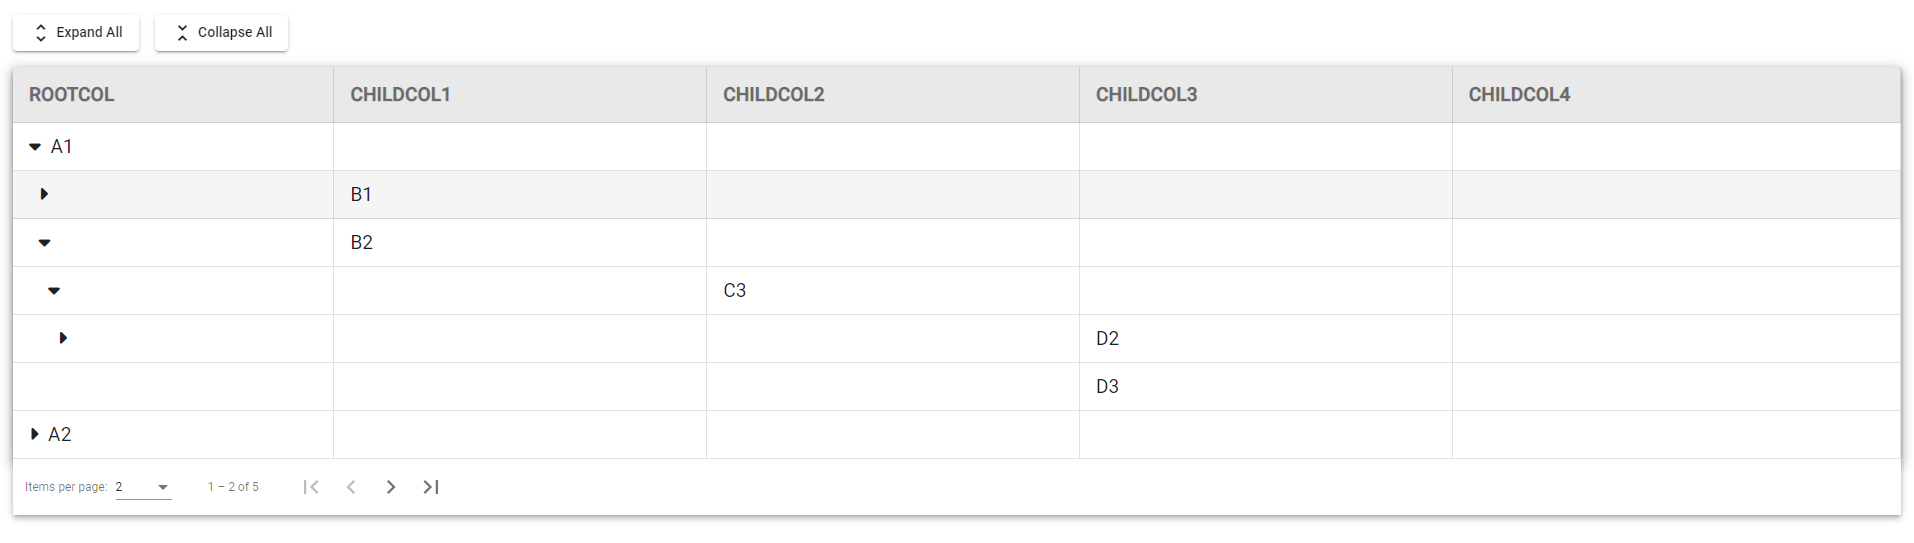 Expand All Collapse All
ROOTCOL CHILDCOL1 CHILDCOL2 CHILDCOL3 CHILDCOL4
A1
B1
B2
C3
D2
D3
A2
Items per page: 2 1 – 2 of 5